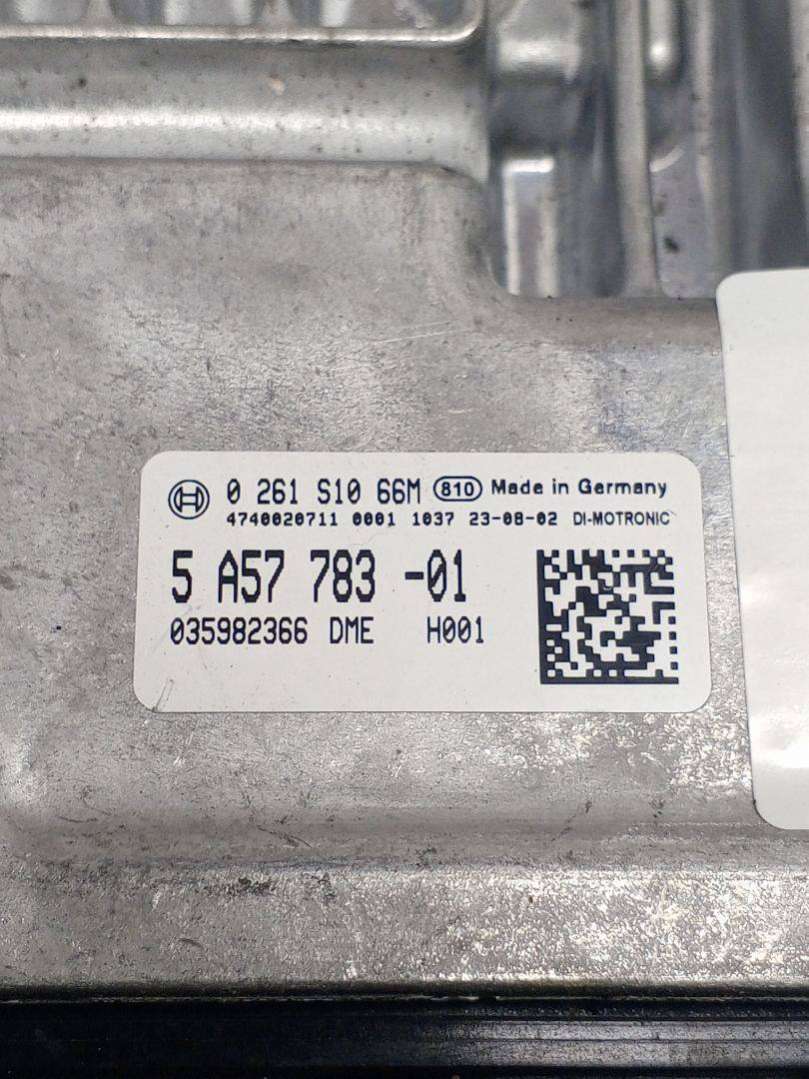 0 261 S10 66M 810 Made in Germany
4740020711 0001 1037 23-08-02 DI-MOTRONIC
5 A57 783 -01
035982366 DME H001